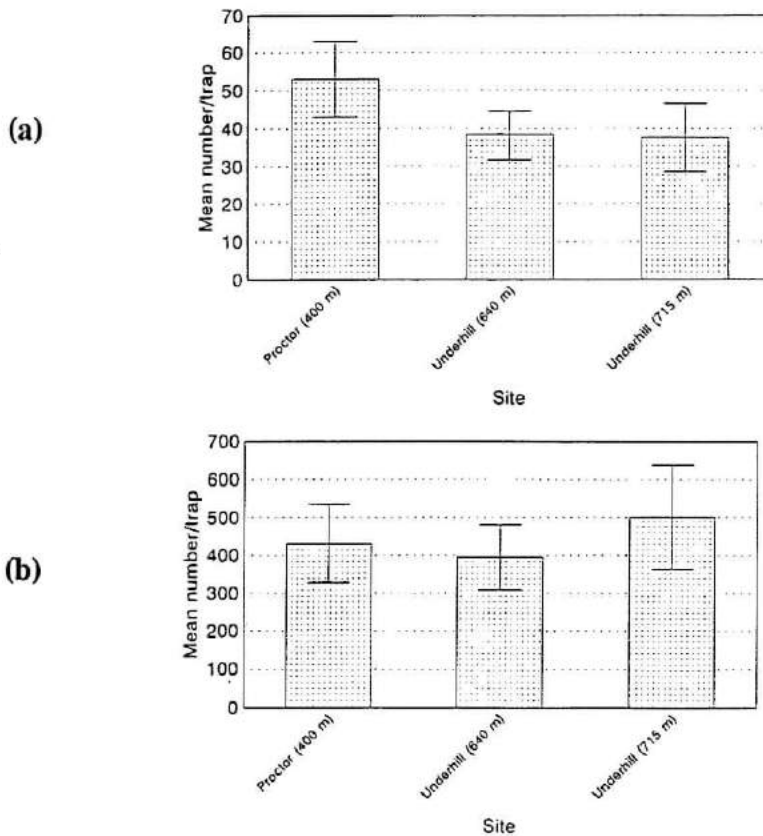 (a)
Mean number/trap
70
60
50
40
30
20
10
0
Proctor (400 m)
Underhill (640 m)
Underhill (715 m)
Site
(b)
Mean number/trap
700
600
500
400
300
200
100
0
Proctor (400 m)
Underhill (640 m)
Underhill (715 m)
Site